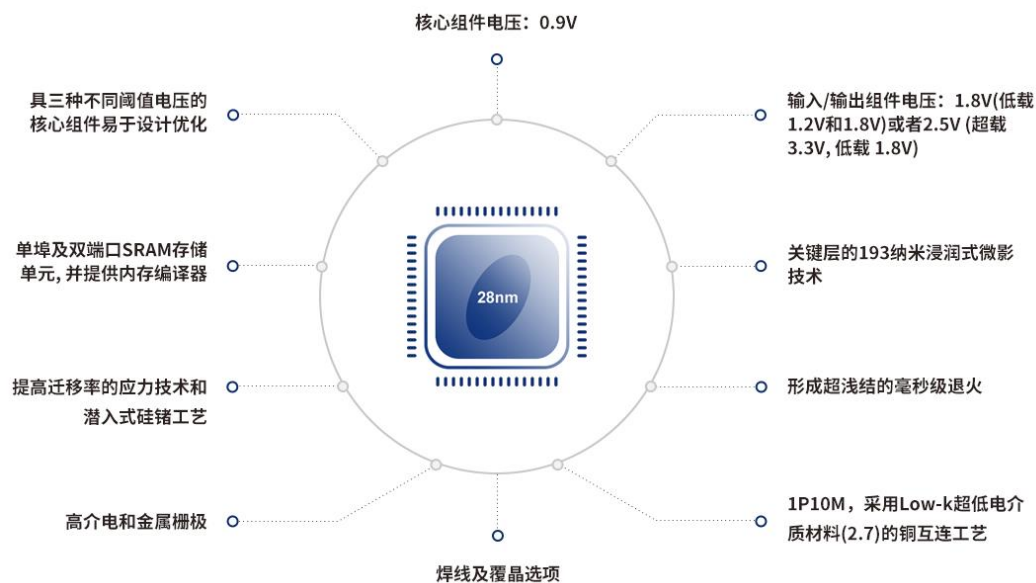 核心组件电压：0.9V
具三种不同阈值电压的
核心组件易于设计优化
输入/输出组件电压：1.8V(低载
1.2V和1.8V)或者2.5V (超载
3.3V, 低载 1.8V)
单埠及双端口SRAM存储
单元, 并提供内存编译器
关键层的193纳米浸润式微影
技术
28nm
提高迁移率的应力技术和
潜入式硅锗工艺
形成超浅结的毫秒级退火
高介电和金属栅极
1P10M，采用Low-k超低电介
质材料(2.7)的铜互连工艺
焊线及覆晶选项